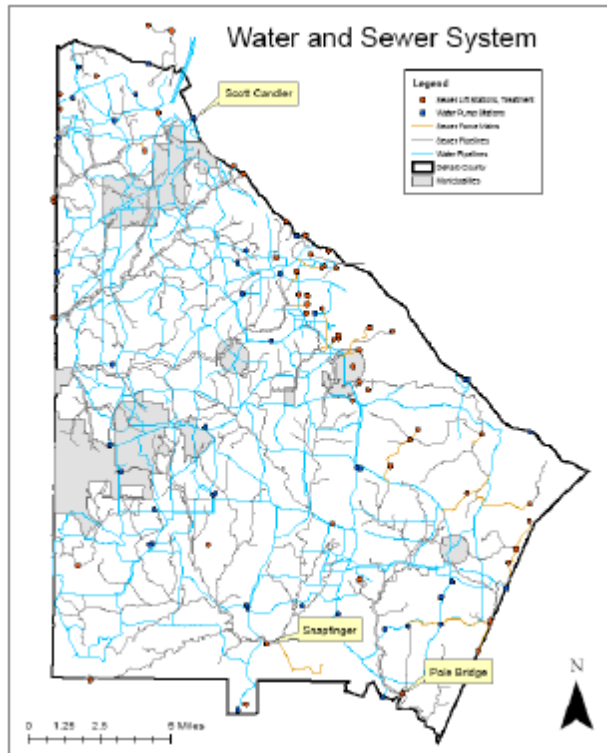 Water and Sewer System
Scott Candler
Legend
Sewer Lift Stations, Treatment
Water Pump Stations
Sewer Force Mains
Sewer Pipelines
Water Pipelines
DeKalb County
Municipalities
Snapfinger
Pole Bridge
N
0 1.25 2.5 5 Miles